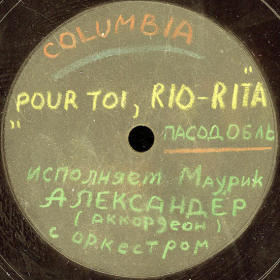 COLUMBIA
"POUR TOI, RIO-RITA"
ПАСОДОБЛЬ
исполняет Маурик
АЛЕКСАНДЕР
(аккордеон)
с оркестром